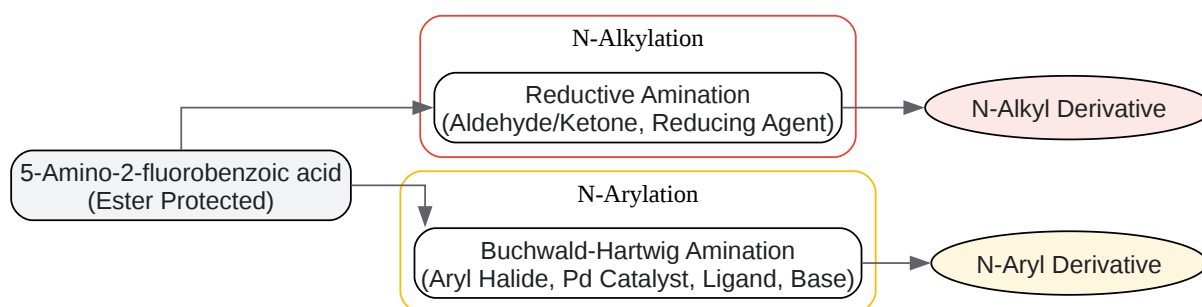 N-Alkylation
Reductive Amination
(Aldehyde/Ketone, Reducing Agent)
N-Alkyl Derivative
5-Amino-2-fluorobenzoic acid
(Ester Protected)
N-Arylation
Buchwald-Hartwig Amination
(Aryl Halide, Pd Catalyst, Ligand, Base)
N-Aryl Derivative